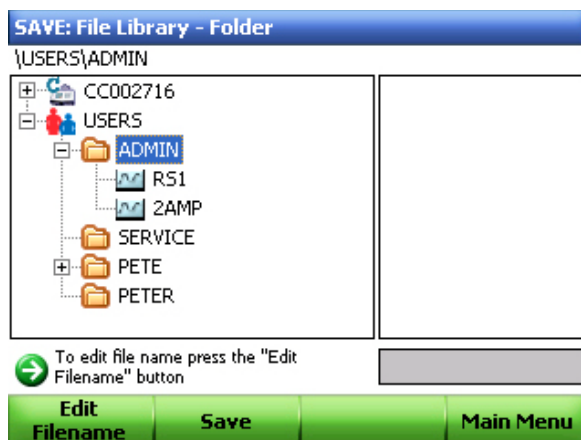 SAVE: File Library - Folder
\USERS\ADMIN
CC002716
USERS
ADMIN
RS1
2AMP
SERVICE
PETE
PETER
To edit file name press the "Edit
Filename" button
Edit
Filename
Save
Main Menu